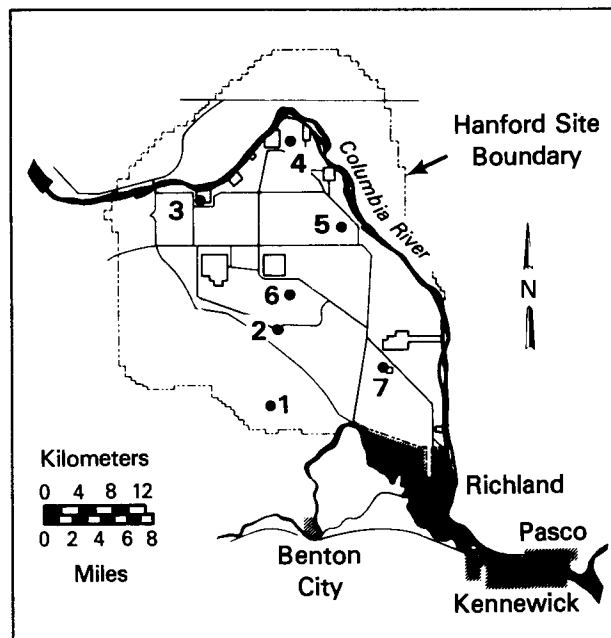 Hanford Site
Boundary
Columbia River
4
3
5
N
6
2
7
1
Kilometers
0 4 8 12
0 2 4 6 8
Miles
Richland
Pasco
Benton
City
Kennewick